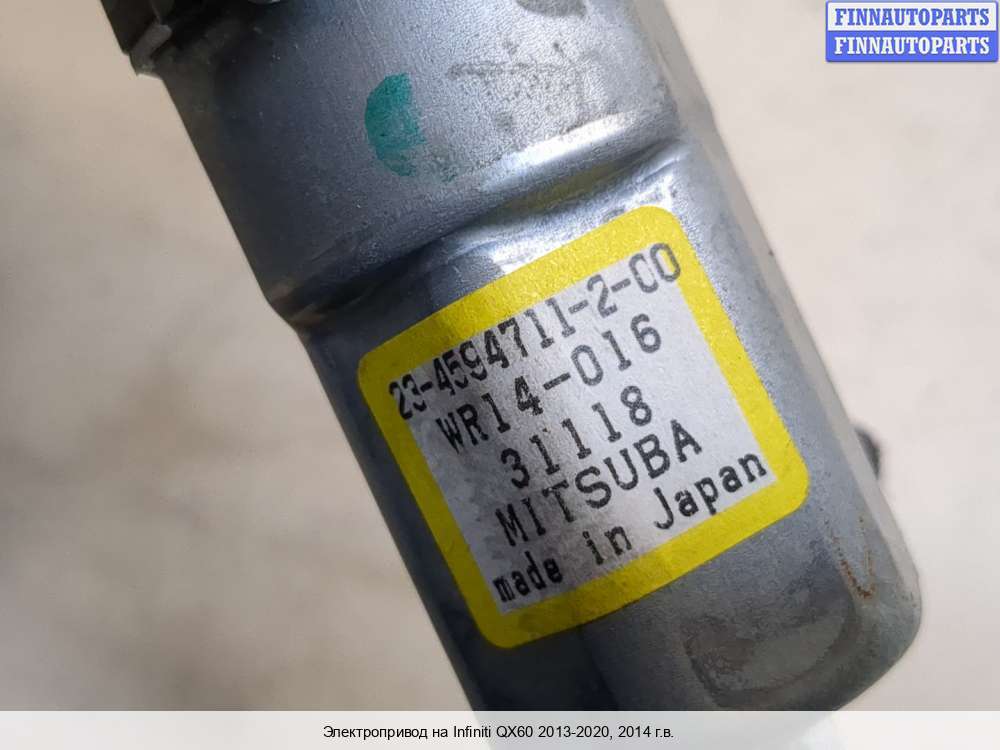 FINNAUTOPARTS
FINNAUTOPARTS
23-4594711-2-00
WR14-016
31118
MITSUBA
made in Japan
Электропривод на Infiniti QX60 2013-2020, 2014 г.в.